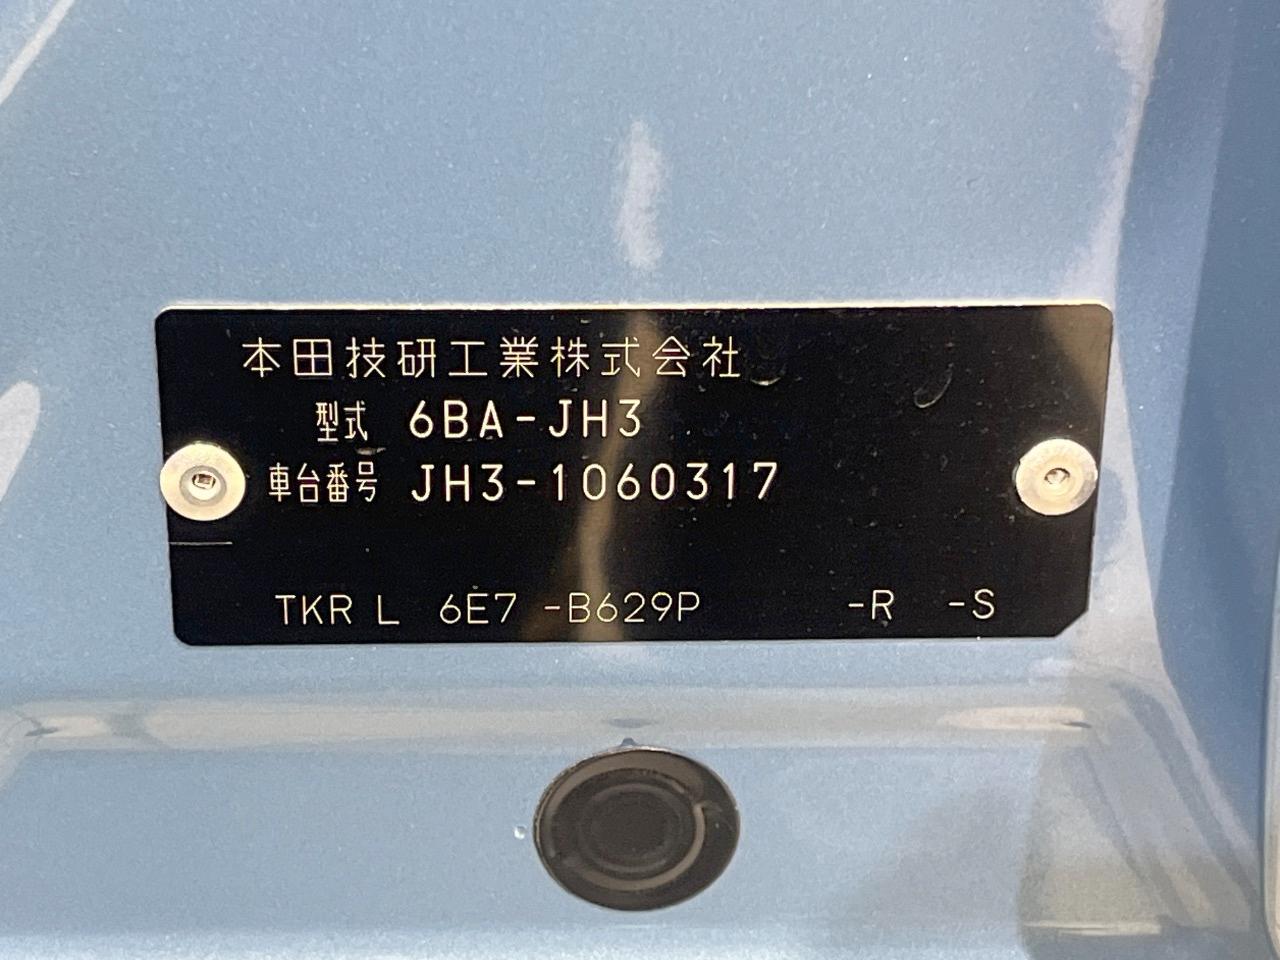 本田技研工業株式会社
型式 6BA-JH3
車台番号 JH3-1060317
TKR L 6E7 -B629P -R -S